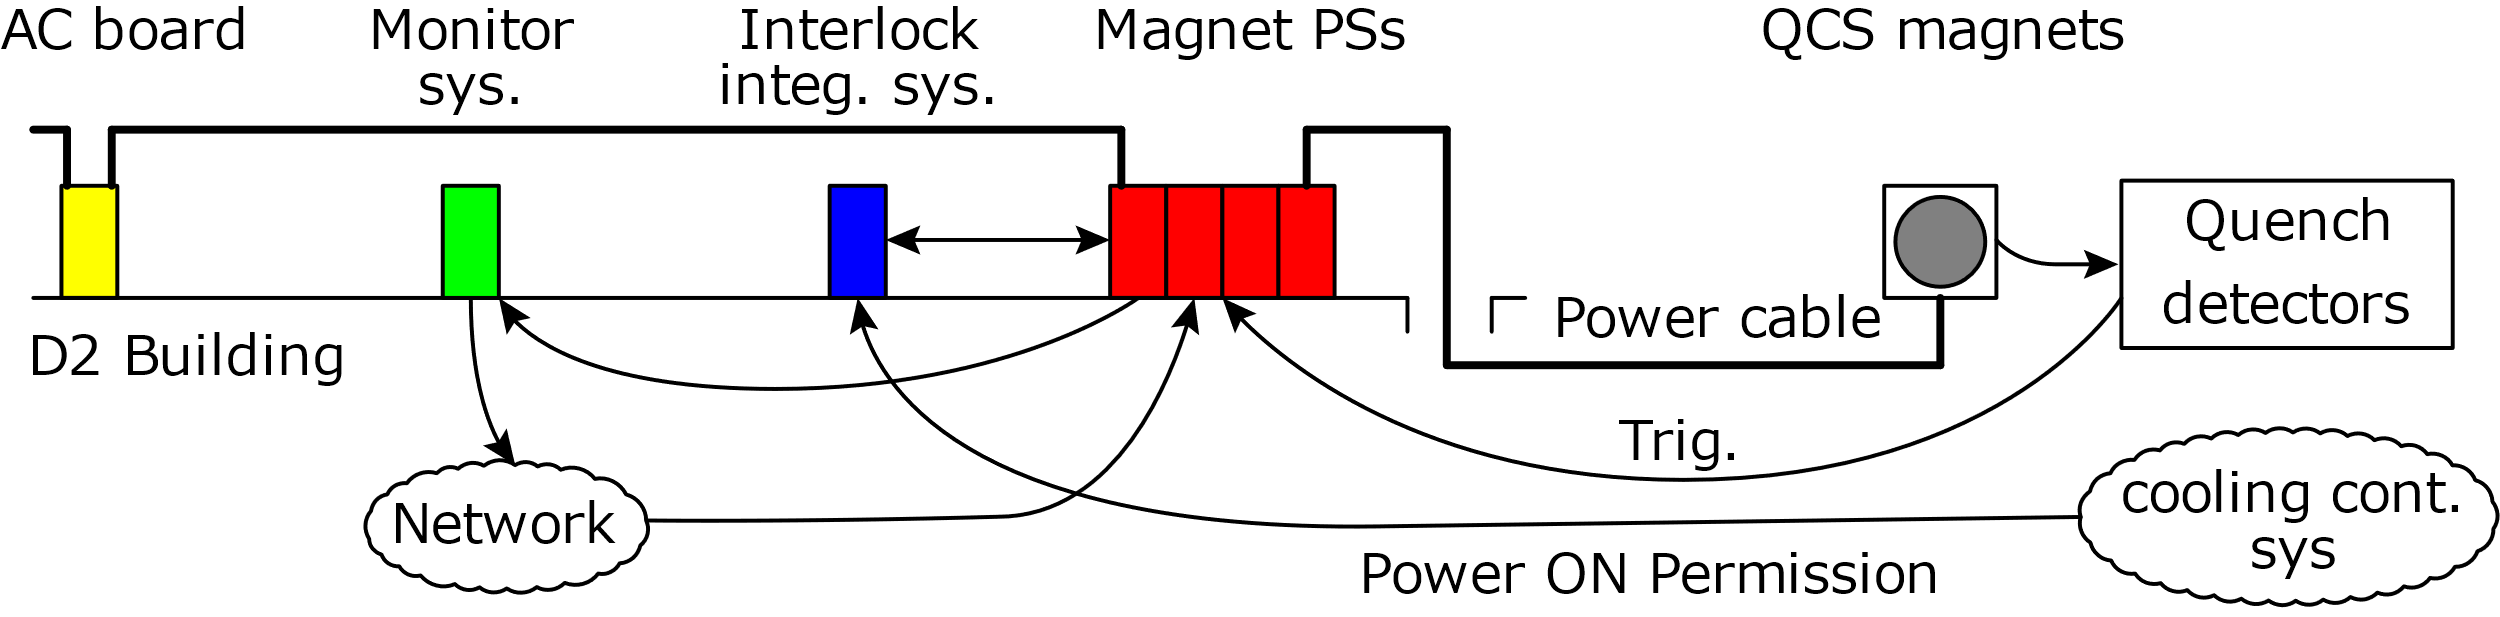 AC board
Monitor
sys.
Interlock
integ. sys.
Magnet PSs
QCS magnets
Quench
detectors
Power cable
D2 Building
Trig.
Network
cooling cont.
sys
Power ON Permission